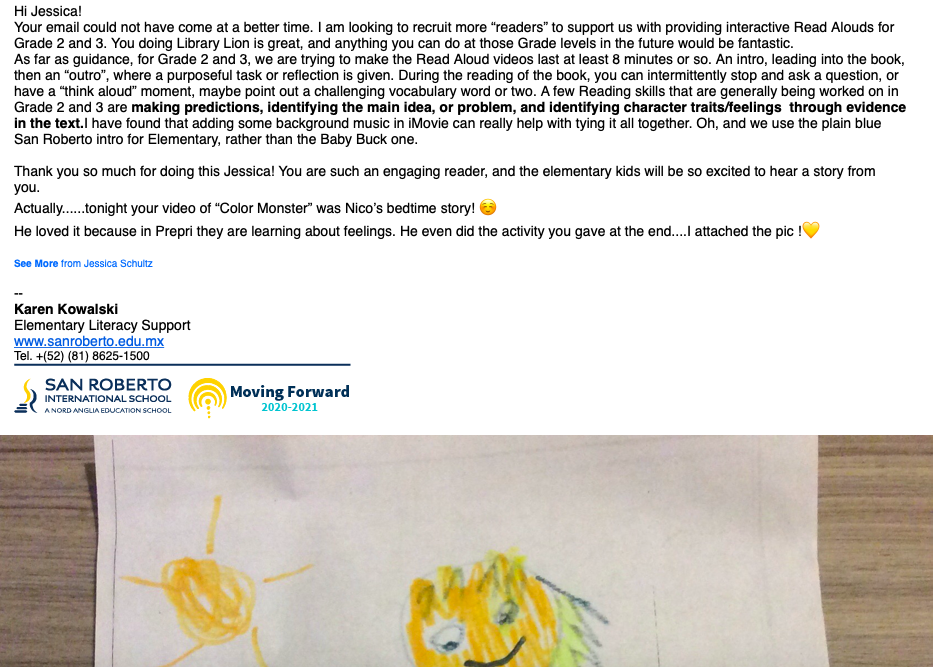 Hi Jessica!
Your email could not have come at a better time. I am looking to recruit more “readers” to support us with providing interactive Read Alouds for
Grade 2 and 3. You doing Library Lion is great, and anything you can do at those Grade levels in the future would be fantastic.
As far as guidance, for Grade 2 and 3, we are trying to make the Read Aloud videos last at least 8 minutes or so. An intro, leading into the book,
then an “outro”, where a purposeful task or reflection is given. During the reading of the book, you can intermittently stop and ask a question, or
have a “think aloud” moment, maybe point out a challenging vocabulary word or two. A few Reading skills that are generally being worked on in
Grade 2 and 3 are making predictions, identifying the main idea, or problem, and identifying character traits/feelings  through evidence
in the text.I have found that adding some background music in iMovie can really help with tying it all together. Oh, and we use the plain blue
San Roberto intro for Elementary, rather than the Baby Buck one.
Thank you so much for doing this Jessica! You are such an engaging reader, and the elementary kids will be so excited to hear a story from
you.
Actually......tonight your video of “Color Monster” was Nico’s bedtime story! ☺️
He loved it because in Prepri they are learning about feelings. He even did the activity you gave at the end....I attached the pic !💛
See More from Jessica Schultz
--
Karen Kowalski
Elementary Literacy Support
www.sanroberto.edu.mx
Tel. +(52) (81) 8625-1500
SAN ROBERTO
INTERNATIONAL SCHOOL
A NORD ANGLIA EDUCATION SCHOOL
Moving Forward
2020-2021